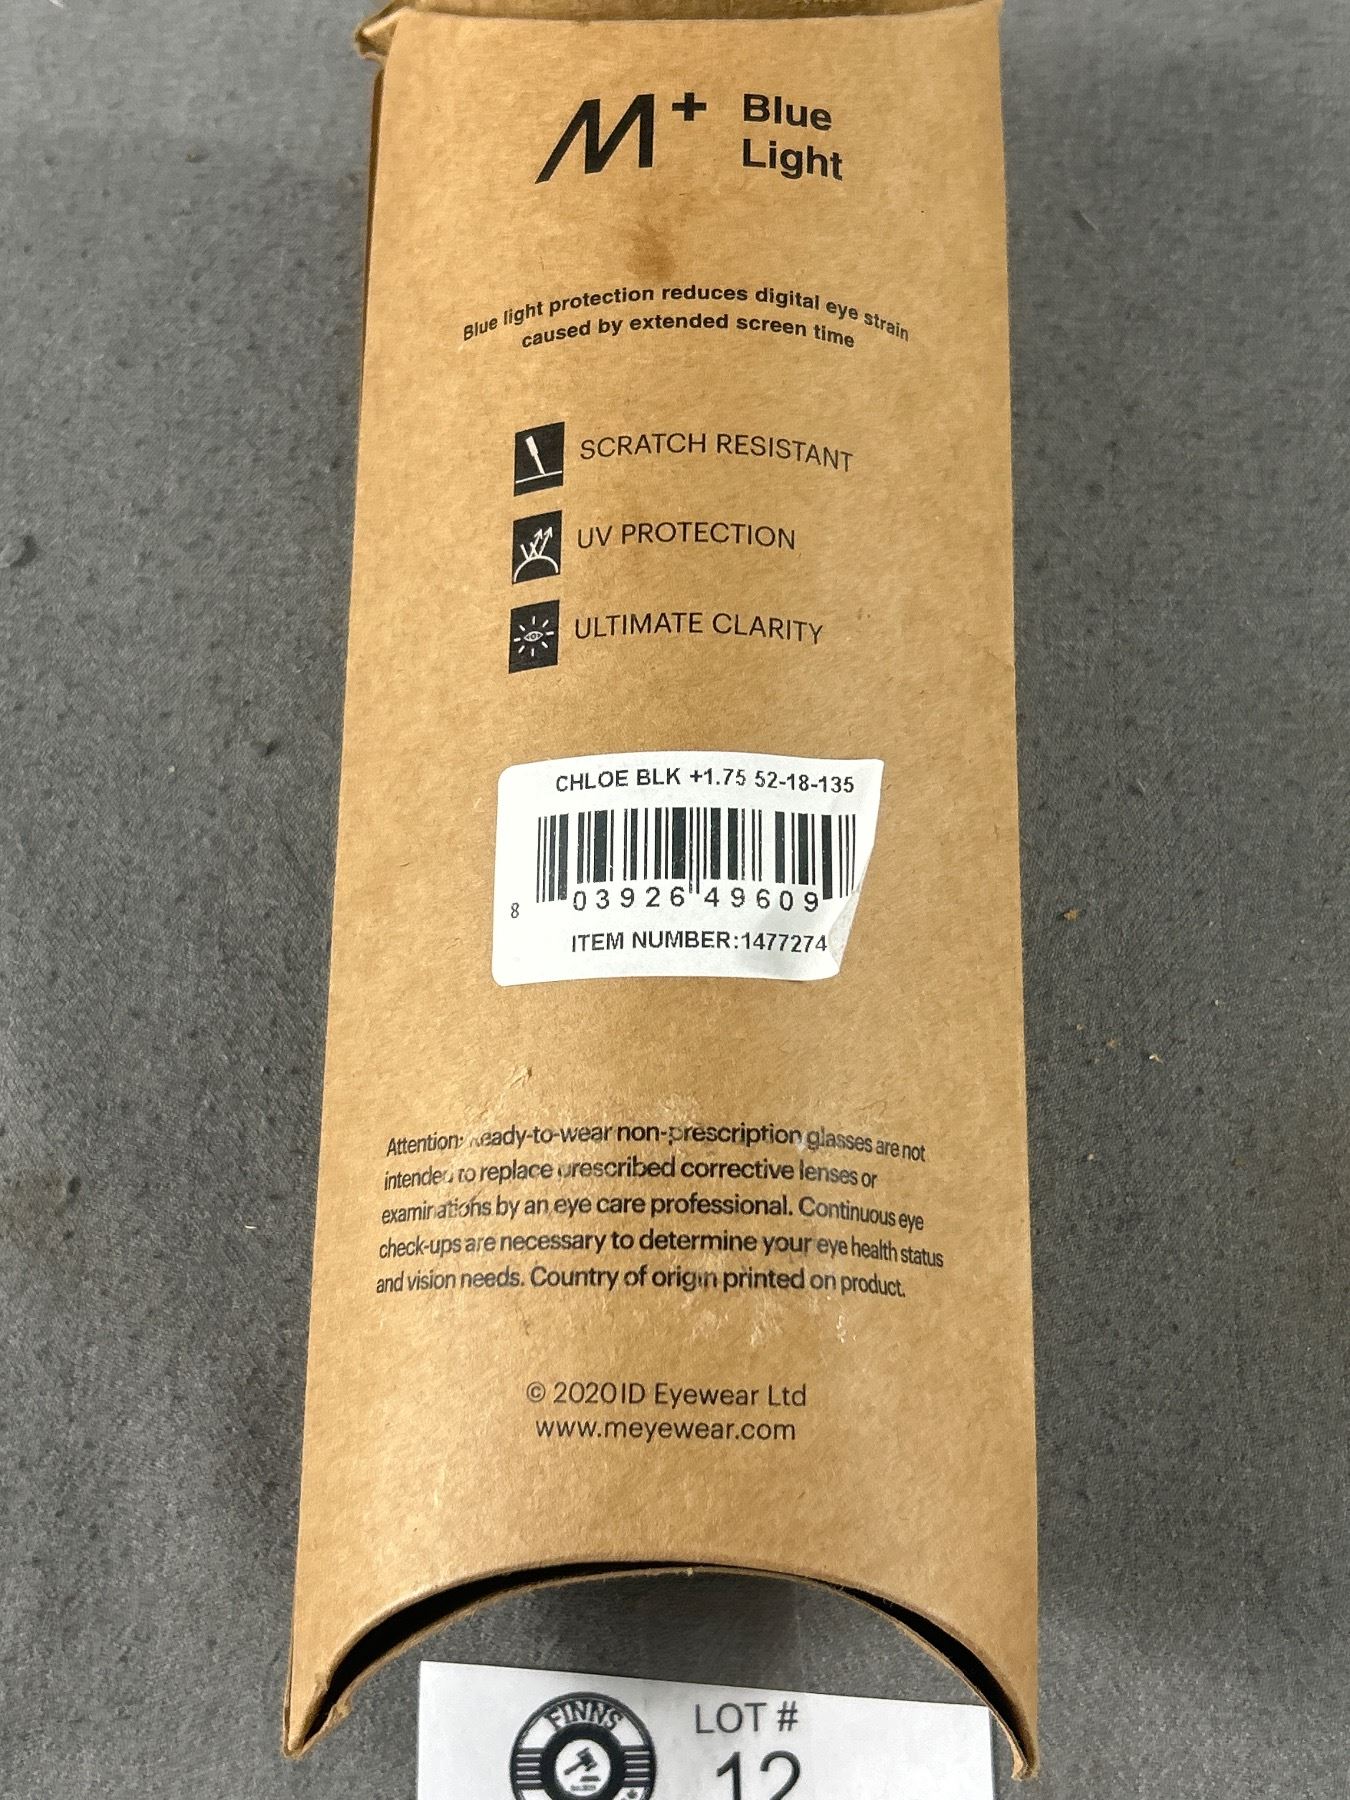 M+ Blue
Light
Blue light protection reduces digital eye strain
caused by extended screen time
SCRATCH RESISTANT
UV PROTECTION
ULTIMATE CLARITY
CHLOE BLK +1.75 52-18-135
8 03926 49609
ITEM NUMBER:1477274
Attention: Ready-to-wear non-prescription glasses are not
intended to replace prescribed corrective lenses or
examinations by an eye care professional. Continuous eye
check-ups are necessary to determine your eye health status
and vision needs. Country of origin printed on product.
© 2020 ID Eyewear Ltd
www.meyewear.com
FINNS
LOT #
12